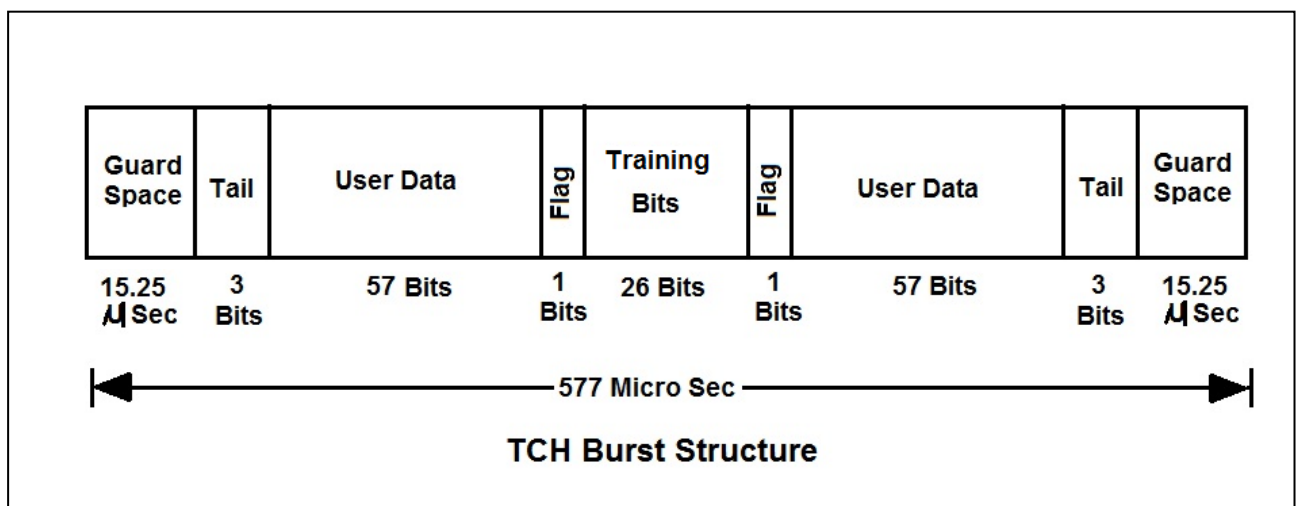 Guard Space
Tail
User Data
Flag
Training Bits
Flag
User Data
Tail
Guard Space
15.25 µ Sec
3 Bits
57 Bits
1 Bits
26 Bits
1 Bits
57 Bits
3 Bits
15.25 µ Sec
577 Micro Sec
TCH Burst Structure